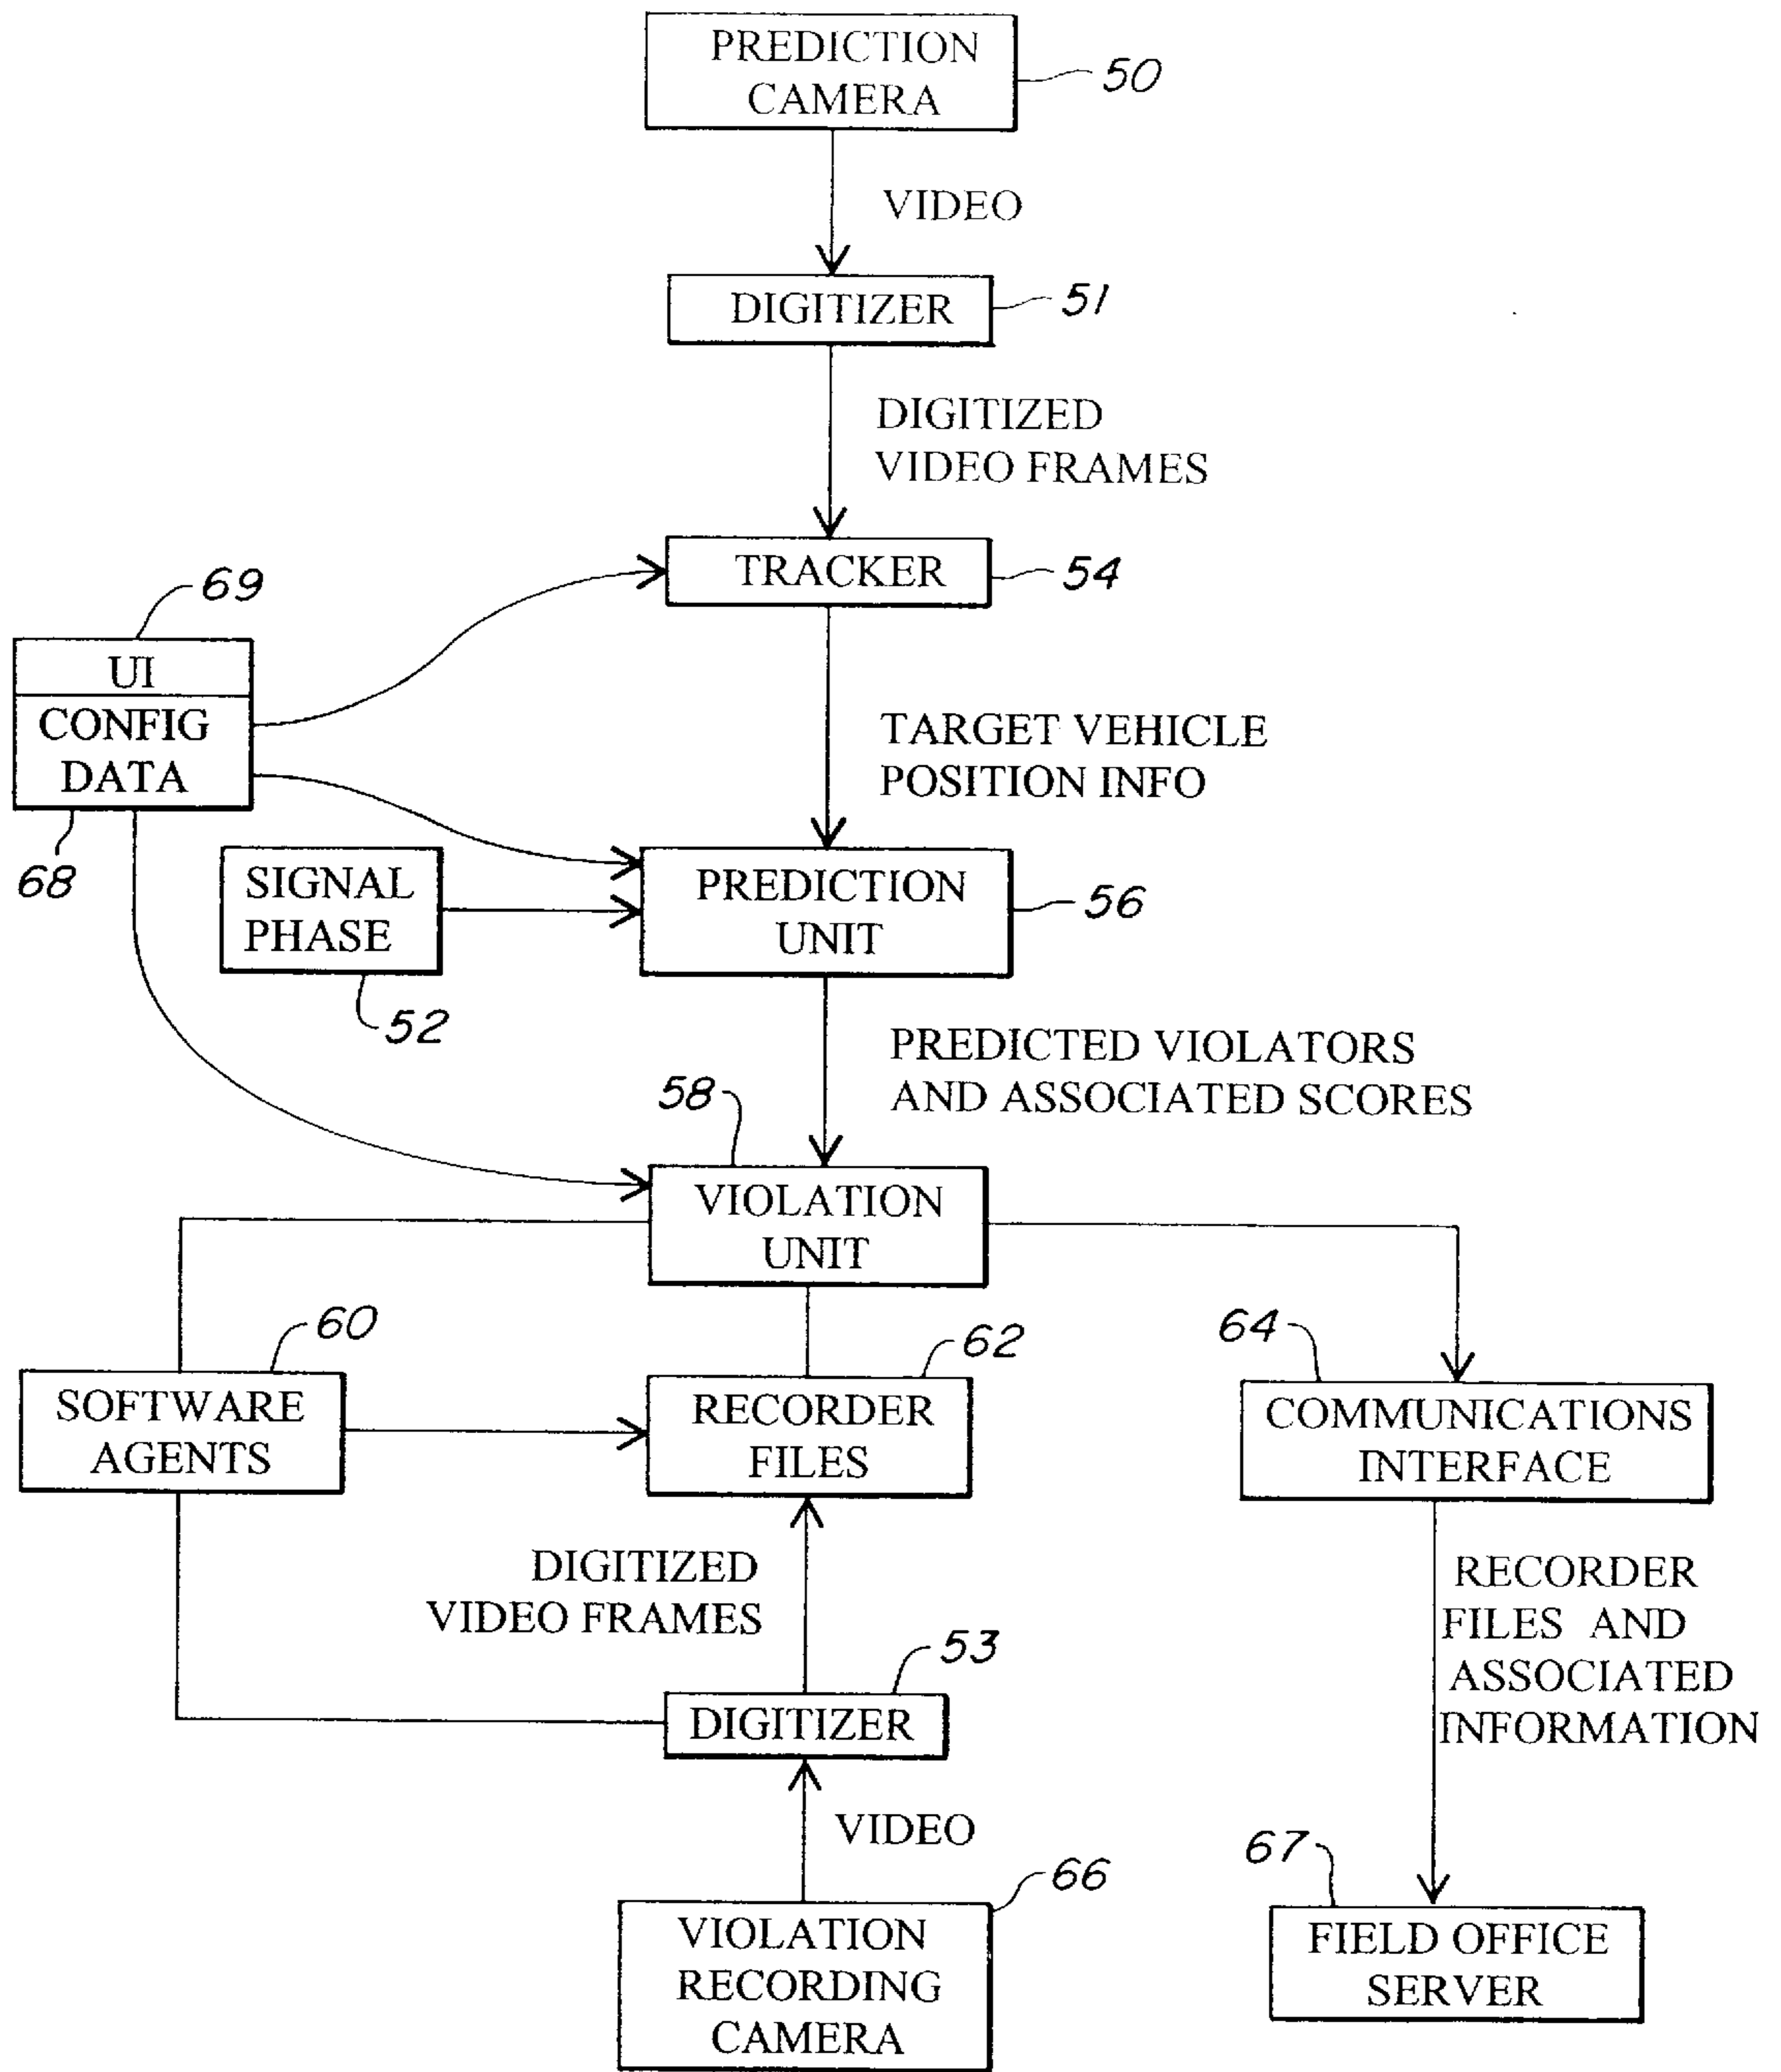 PREDICTION
CAMERA
50
VIDEO
DIGITIZER
51
DIGITIZED
VIDEO FRAMES
TRACKER
54
69
UI
CONFIG
DATA
68
TARGET VEHICLE
POSITION INFO
SIGNAL
PHASE
52
PREDICTION
UNIT
56
PREDICTED VIOLATORS
AND ASSOCIATED SCORES
58
VIOLATION
UNIT
60
SOFTWARE
AGENTS
62
RECORDER
FILES
64
COMMUNICATIONS
INTERFACE
DIGITIZED
VIDEO FRAMES
RECORDER
FILES AND
ASSOCIATED
INFORMATION
53
DIGITIZER
VIDEO
66
VIOLATION
RECORDING
CAMERA
67
FIELD OFFICE
SERVER